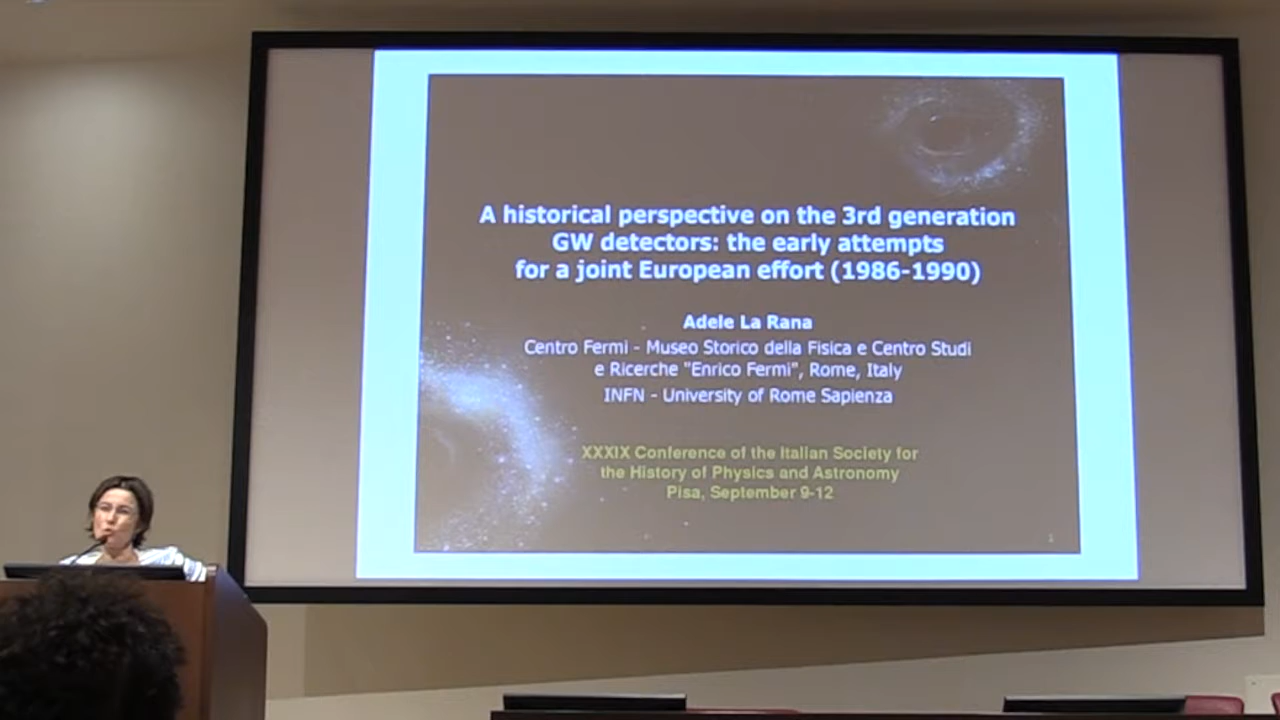 A historical perspective on the 3rd generation
GW detectors: the early attempts
for a joint European effort (1986-1990)
Adele La Rana
Centro Fermi - Museo Storico della Fisica e Centro Studi
e Ricerche "Enrico Fermi", Rome, Italy
INFN - University of Rome Sapienza
XXXIX Conference of the Italian Society for
the History of Physics and Astronomy
Pisa, September 9-12
1